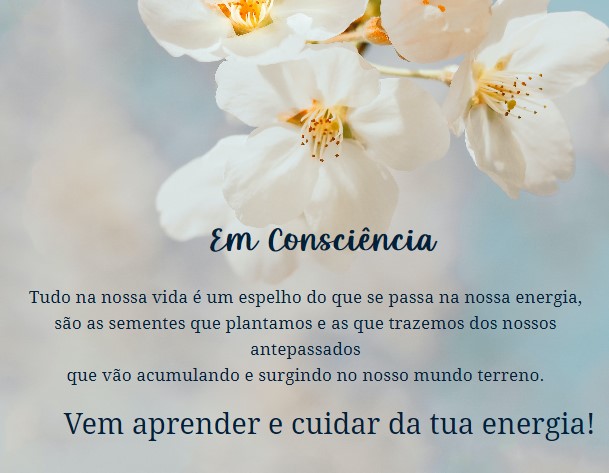 Em Consciência
Tudo na nossa vida é um espelho do que se passa na nossa energia,
são as sementes que plantamos e as que trazemos dos nossos
antepassados
que vão acumulando e surgindo no nosso mundo terreno.
Vem aprender e cuidar da tua energia!